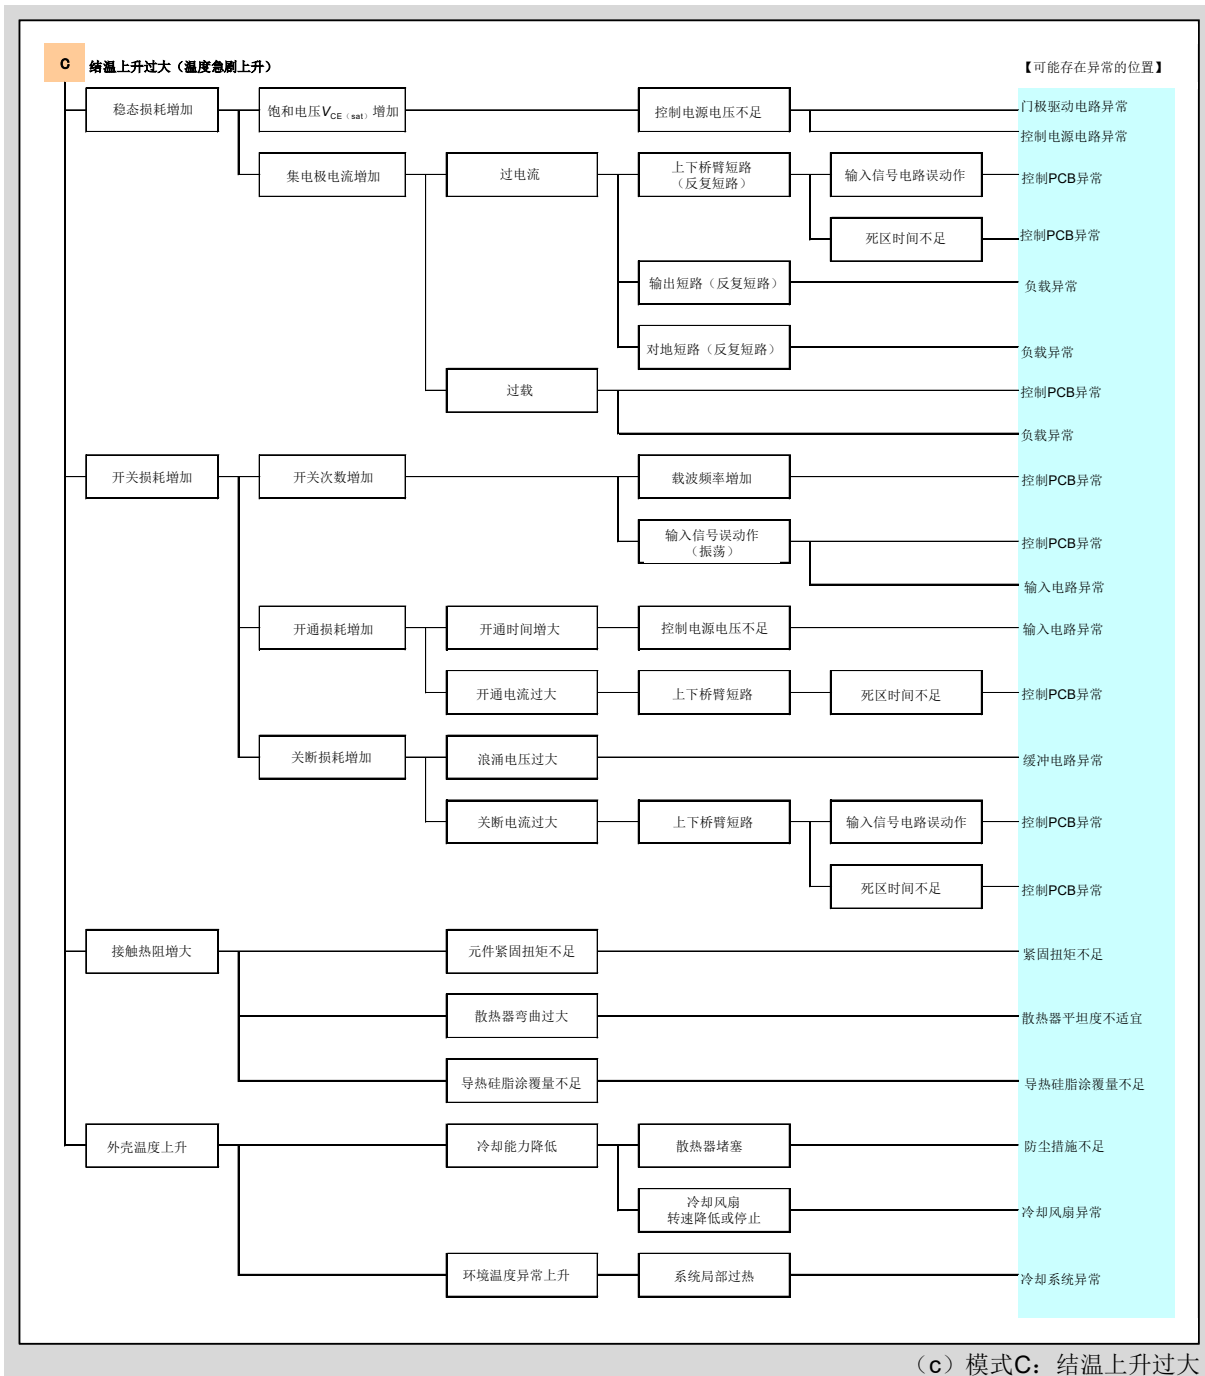 C 结温上升过大（温度急剧上升）
【可能存在异常的位置】
稳态损耗增加
饱和电压VCE（sat）增加
控制电源电压不足
门极驱动电路异常
控制电源电路异常
集电极电流增加
过电流
上下桥臂短路
（反复短路）
输入信号电路误动作
控制PCB异常
死区时间不足
控制PCB异常
输出短路（反复短路）
负载异常
对地短路（反复短路）
负载异常
过载
控制PCB异常
负载异常
开关损耗增加
开关次数增加
载波频率增加
控制PCB异常
输入信号误动作
（振荡）
控制PCB异常
输入电路异常
开通损耗增加
开通时间增大
控制电源电压不足
输入电路异常
开通电流过大
上下桥臂短路
死区时间不足
控制PCB异常
关断损耗增加
浪涌电压过大
缓冲电路异常
关断电流过大
上下桥臂短路
输入信号电路误动作
控制PCB异常
死区时间不足
控制PCB异常
接触热阻增大
元件紧固扭矩不足
紧固扭矩不足
散热器弯曲过大
散热器平坦度不适宜
导热硅脂涂覆量不足
导热硅脂涂覆量不足
外壳温度上升
冷却能力降低
散热器堵塞
防尘措施不足
冷却风扇
转速降低或停止
冷却风扇异常
环境温度异常上升
系统局部过热
冷却系统异常
（c）模式C：结温上升过大